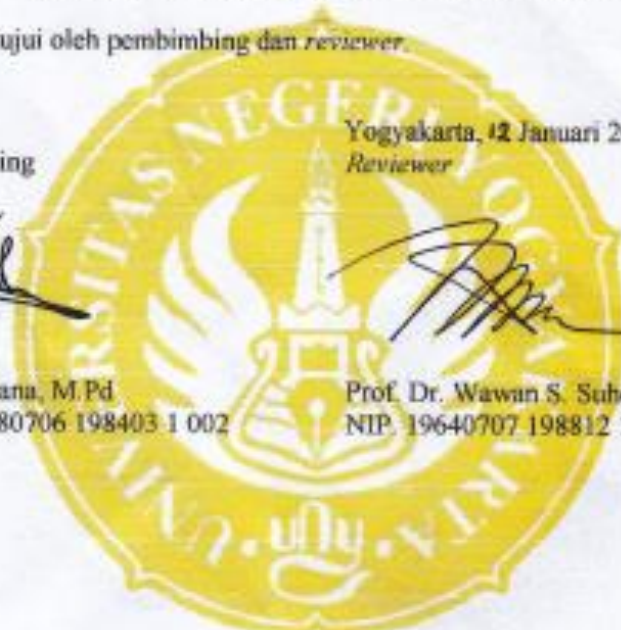 ujui oleh pembimbing dan reviewer.
Yogyakarta, 12 Januari 2
ing
Reviewer
ana, M.Pd
80706 198403 1 002
Prof. Dr. Wawan S. Suh
NIP. 19640707 198812
UNIVERSITAS NEGERI YOGYAKARTA
uny